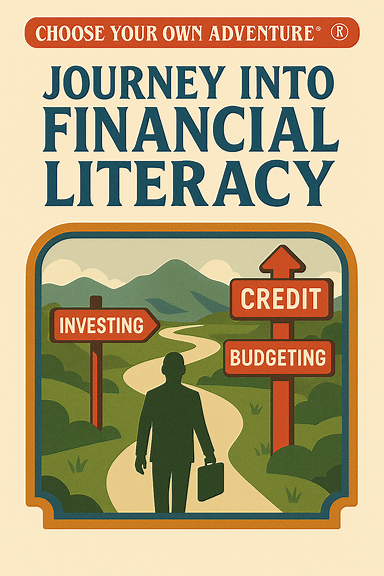 CHOOSE YOUR OWN ADVENTURE® ®
JOURNEY INTO
FINANCIAL
LITERACY
INVESTING
CREDIT
BUDGETING